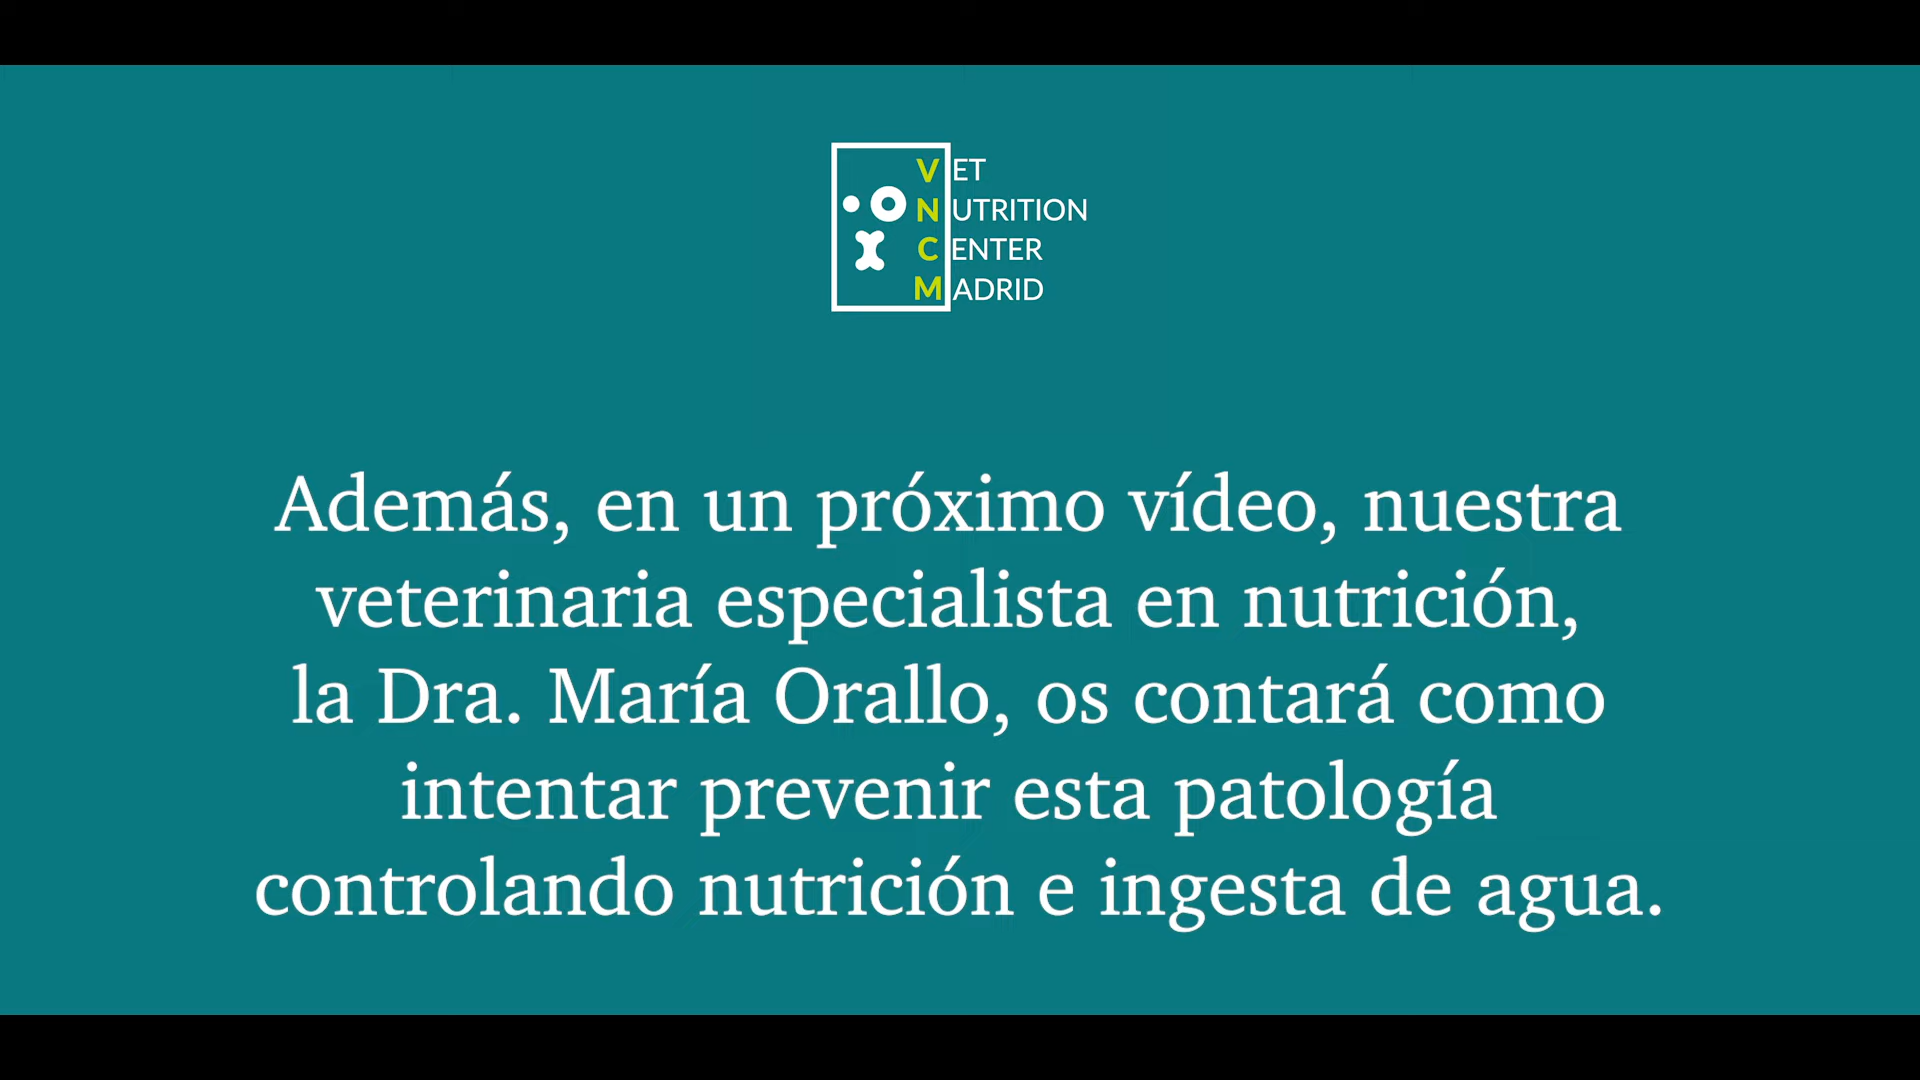 VET
NUTRITION
CENTER
MADRID
Además, en un próximo vídeo, nuestra
veterinaria especialista en nutrición,
la Dra. María Orallo, os contará como
intentar prevenir esta patología
controlando nutrición e ingesta de agua.